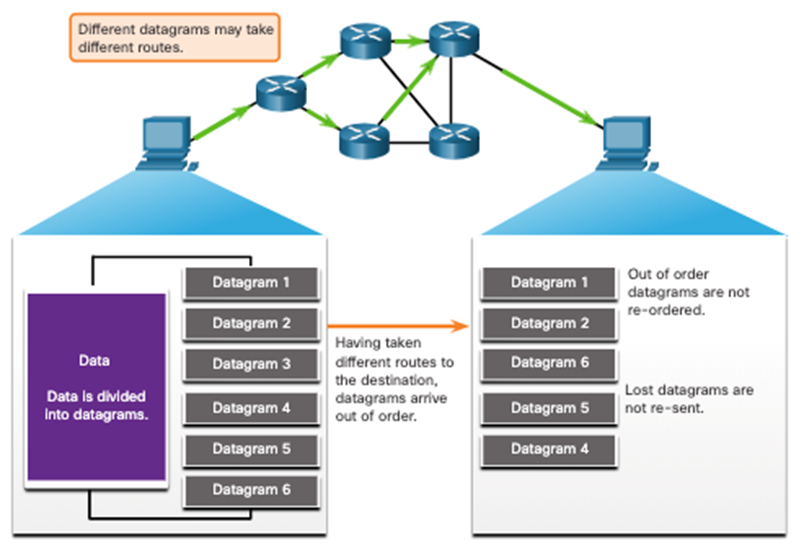 Different datagrams may take
different routes.
Data
Data is divided
into datagrams.
Datagram 1
Datagram 2
Datagram 3
Datagram 4
Datagram 5
Datagram 6
Having taken
different routes to
the destination,
datagrams arrive
out of order.
Datagram 1
Datagram 2
Datagram 6
Datagram 5
Datagram 4
Out of order
datagrams are not
re-ordered.
Lost datagrams are
not re-sent.